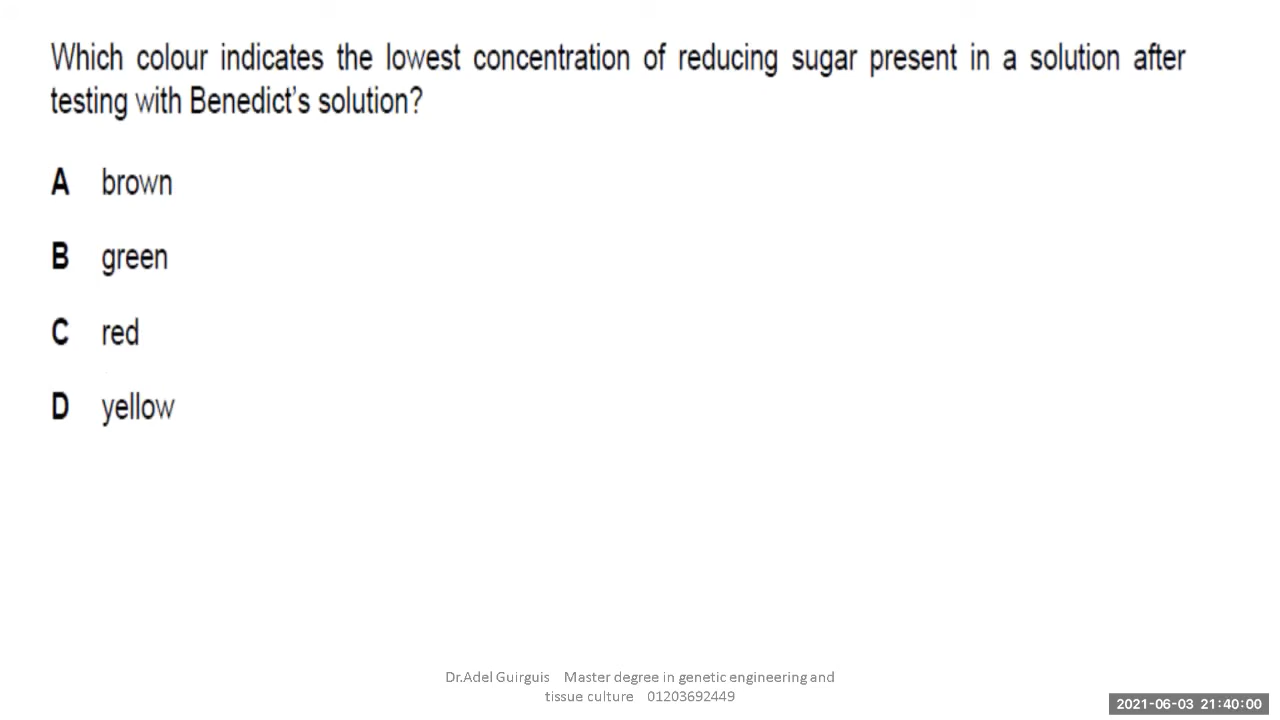 Which colour indicates the lowest concentration of reducing sugar present in a solution after
testing with Benedict's solution?
A brown
B green
C red
D yellow
Dr.Adel Guirguis Master degree in genetic engineering and
tissue culture 01203692449
2021-06-03 21:40:00